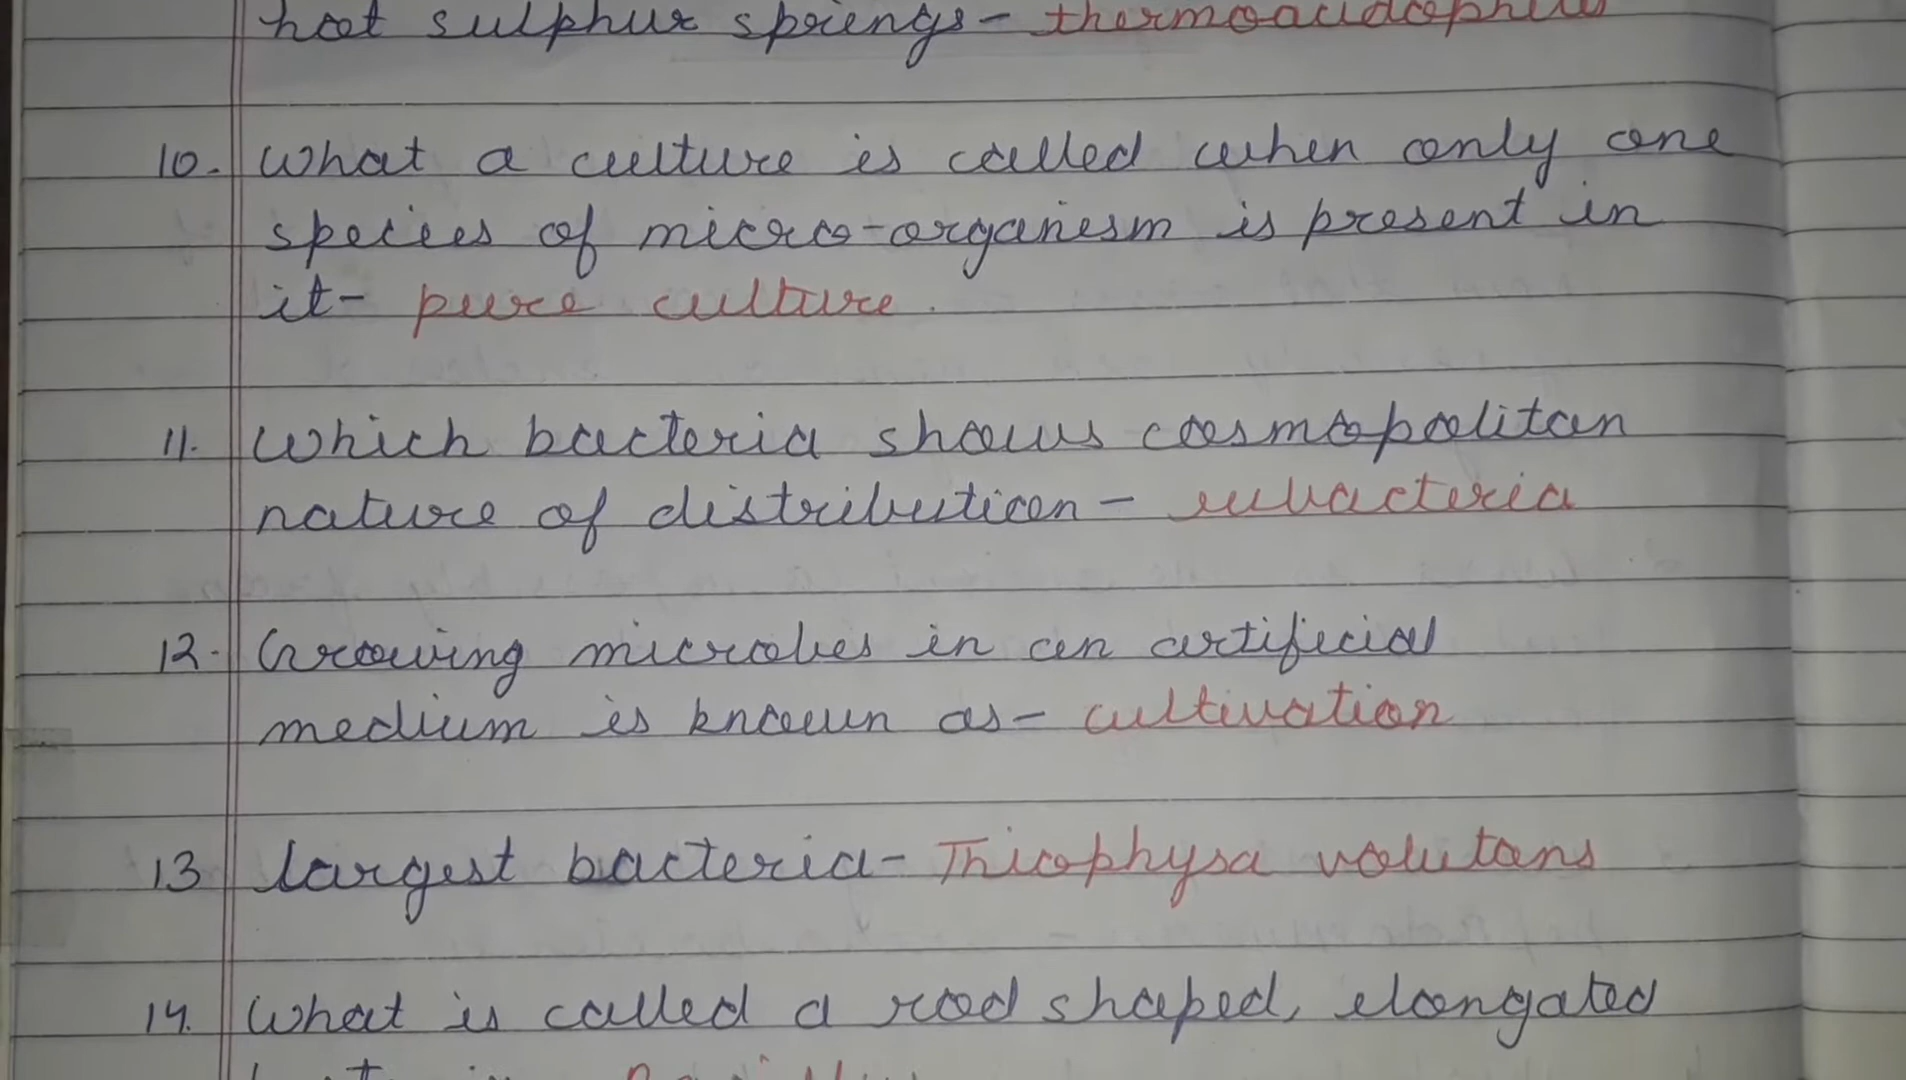 hot sulphur springs- thermoacidophiles
10. What a culture is called when only one
species of micro-organism is present in
it- pure culture.
11. Which bacteria shows cosmopolitan
nature of distribution- eubacteria
12. Growing microbes in an artificial
medium is known as- cultivation
13 largest bacteria- Thiophysa volutans
14. What is called a rod shaped, elongated